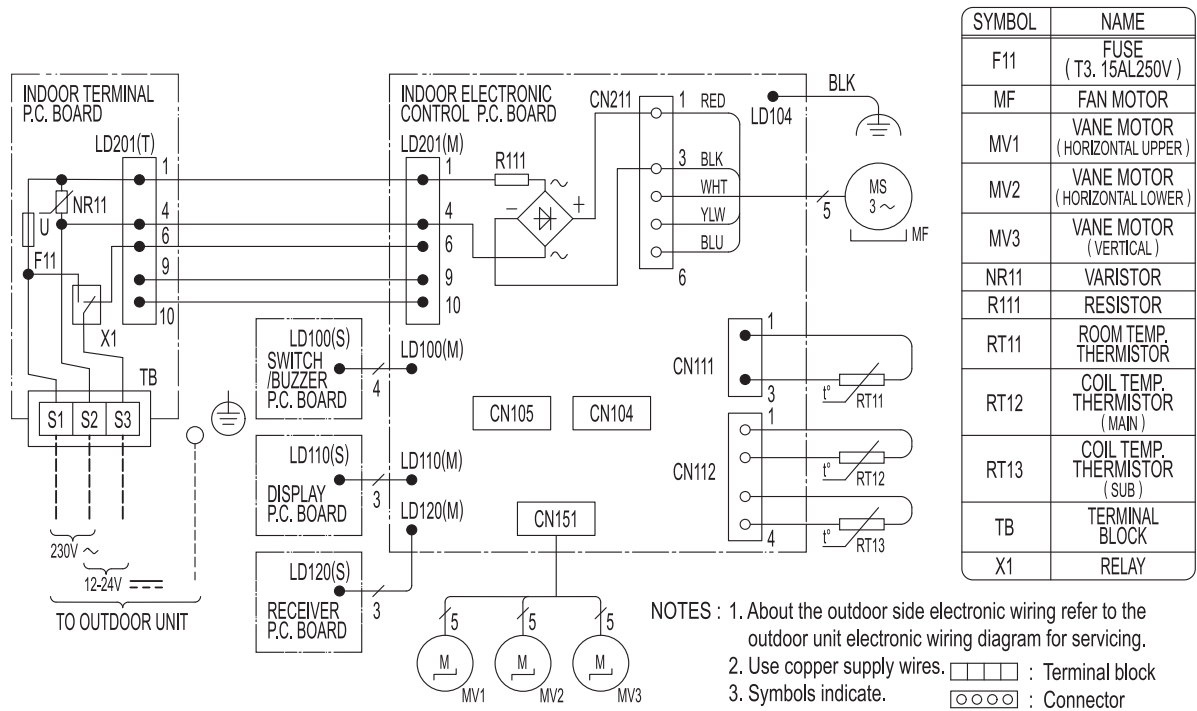 INDOOR TERMINAL
P.C. BOARD
LD201(T)
1
4
6
9
10
NR11
U
F11
X1
TB
S1 S2 S3
230V ~
12-24V
TO OUTDOOR UNIT
INDOOR ELECTRONIC
CONTROL P.C. BOARD
LD201(M)
1
4
6
9
10
R111
~
− +
~
CN211
1 RED
3 BLK
WHT
YLW
BLU
6
LD104
BLK
5
MS
3 ~
MF
LD100(S)
SWITCH
/BUZZER
P.C. BOARD
4
LD100(M)
LD110(S)
DISPLAY
P.C. BOARD
3
LD110(M)
LD120(S)
RECEIVER
P.C. BOARD
3
LD120(M)
CN105
CN104
CN151
CN111
1
3
t°
RT11
CN112
1
4
t°
RT12
t°
RT13
5 5 5
M M M
MV1 MV2 MV3
SYMBOL NAME
F11 FUSE
( T3. 15AL250V )
MF FAN MOTOR
MV1 VANE MOTOR
( HORIZONTAL UPPER )
MV2 VANE MOTOR
( HORIZONTAL LOWER )
MV3 VANE MOTOR
( VERTICAL )
NR11 VARISTOR
R111 RESISTOR
RT11 ROOM TEMP.
THERMISTOR
RT12 COIL TEMP.
THERMISTOR
( MAIN )
RT13 COIL TEMP.
THERMISTOR
( SUB )
TB TERMINAL
BLOCK
X1 RELAY
NOTES : 1. About the outdoor side electronic wiring refer to the
outdoor unit electronic wiring diagram for servicing.
2. Use copper supply wires.
3. Symbols indicate.
: Terminal block
: Connector